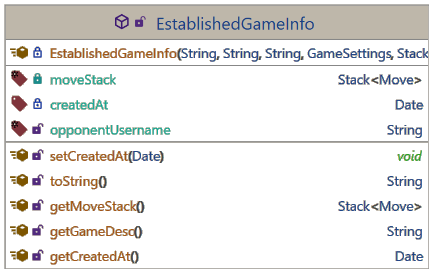 EstablishedGameInfo
EstablishedGameInfo(String, String, String, GameSettings, Stack
moveStack Stack<Move>
createdAt Date
opponentUsername String
setCreatedAt(Date) void
toString() String
getMoveStack() Stack<Move>
getGameDesc() String
getCreatedAt() Date